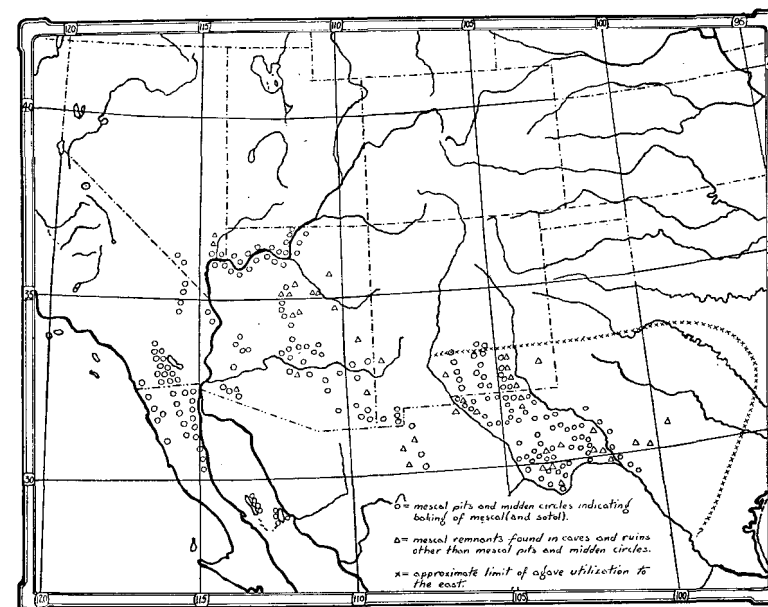 120 115 110 105 100 95
40
35
30
O = mescal pits and midden circles indicating
baking of mescal (and sotol).
Δ = mescal remnants found in caves and ruins
other than mescal pits and midden circles.
x = approximate limit of agave utilization to
the east.
120 115 110 105 100